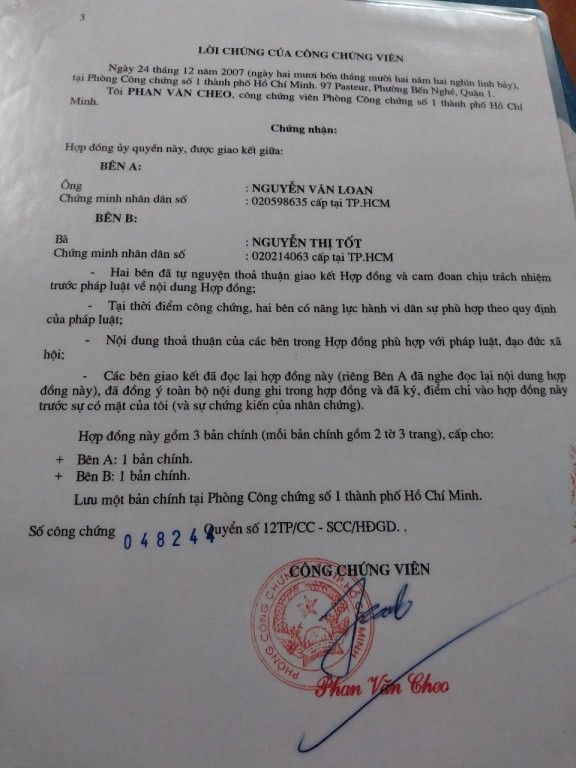 3
LỜI CHỨNG CỦA CÔNG CHỨNG VIÊN
Ngày 24 tháng 12 năm 2007 (ngày hai mươi bốn tháng mười hai năm hai nghìn linh bảy),
tại Phòng Công chứng số 1 thành phố Hồ Chí Minh. 97 Pasteur, Phường Bến Nghé, Quận 1.
Tôi PHAN VĂN CHEO, công chứng viên Phòng Công chứng số 1 thành phố Hồ Chí
Minh.
Chứng nhận:
Hợp đồng ủy quyền này, được giao kết giữa:
BÊN A:
Ông : NGUYỄN VĂN LOAN
Chứng minh nhân dân số : 020598635 cấp tại TP.HCM
BÊN B:
Bà : NGUYỄN THỊ TỐT
Chứng minh nhân dân số : 020214063 cấp tại TP.HCM
- Hai bên đã tự nguyện thoả thuận giao kết Hợp đồng và cam đoan chịu trách nhiệm
trước pháp luật về nội dung Hợp đồng;
- Tại thời điểm công chứng, hai bên có năng lực hành vi dân sự phù hợp theo quy định
của pháp luật;
- Nội dung thoả thuận của các bên trong Hợp đồng phù hợp với pháp luật, đạo đức xã
hội;
- Các bên giao kết đã đọc lại hợp đồng này (riêng Bên A đã nghe đọc lại nội dung hợp
đồng này), đã đồng ý toàn bộ nội dung ghi trong hợp đồng và đã ký, điểm chỉ vào hợp đồng này
trước sự có mặt của tôi (và sự chứng kiến của nhân chứng).
Hợp đồng này gồm 3 bản chính (mỗi bản chính gồm 2 tờ 3 trang), cấp cho:
+ Bên A: 1 bản chính.
+ Bên B: 1 bản chính.
Lưu một bản chính tại Phòng Công chứng số 1 thành phố Hồ Chí Minh.
Số công chứng 048244 Quyển số 12TP/CC - SCC/HĐGD. .
CÔNG CHỨNG VIÊN
PHÒNG CÔNG CHỨNG TP. HỒ CHÍ MINH
Phan Văn Cheo